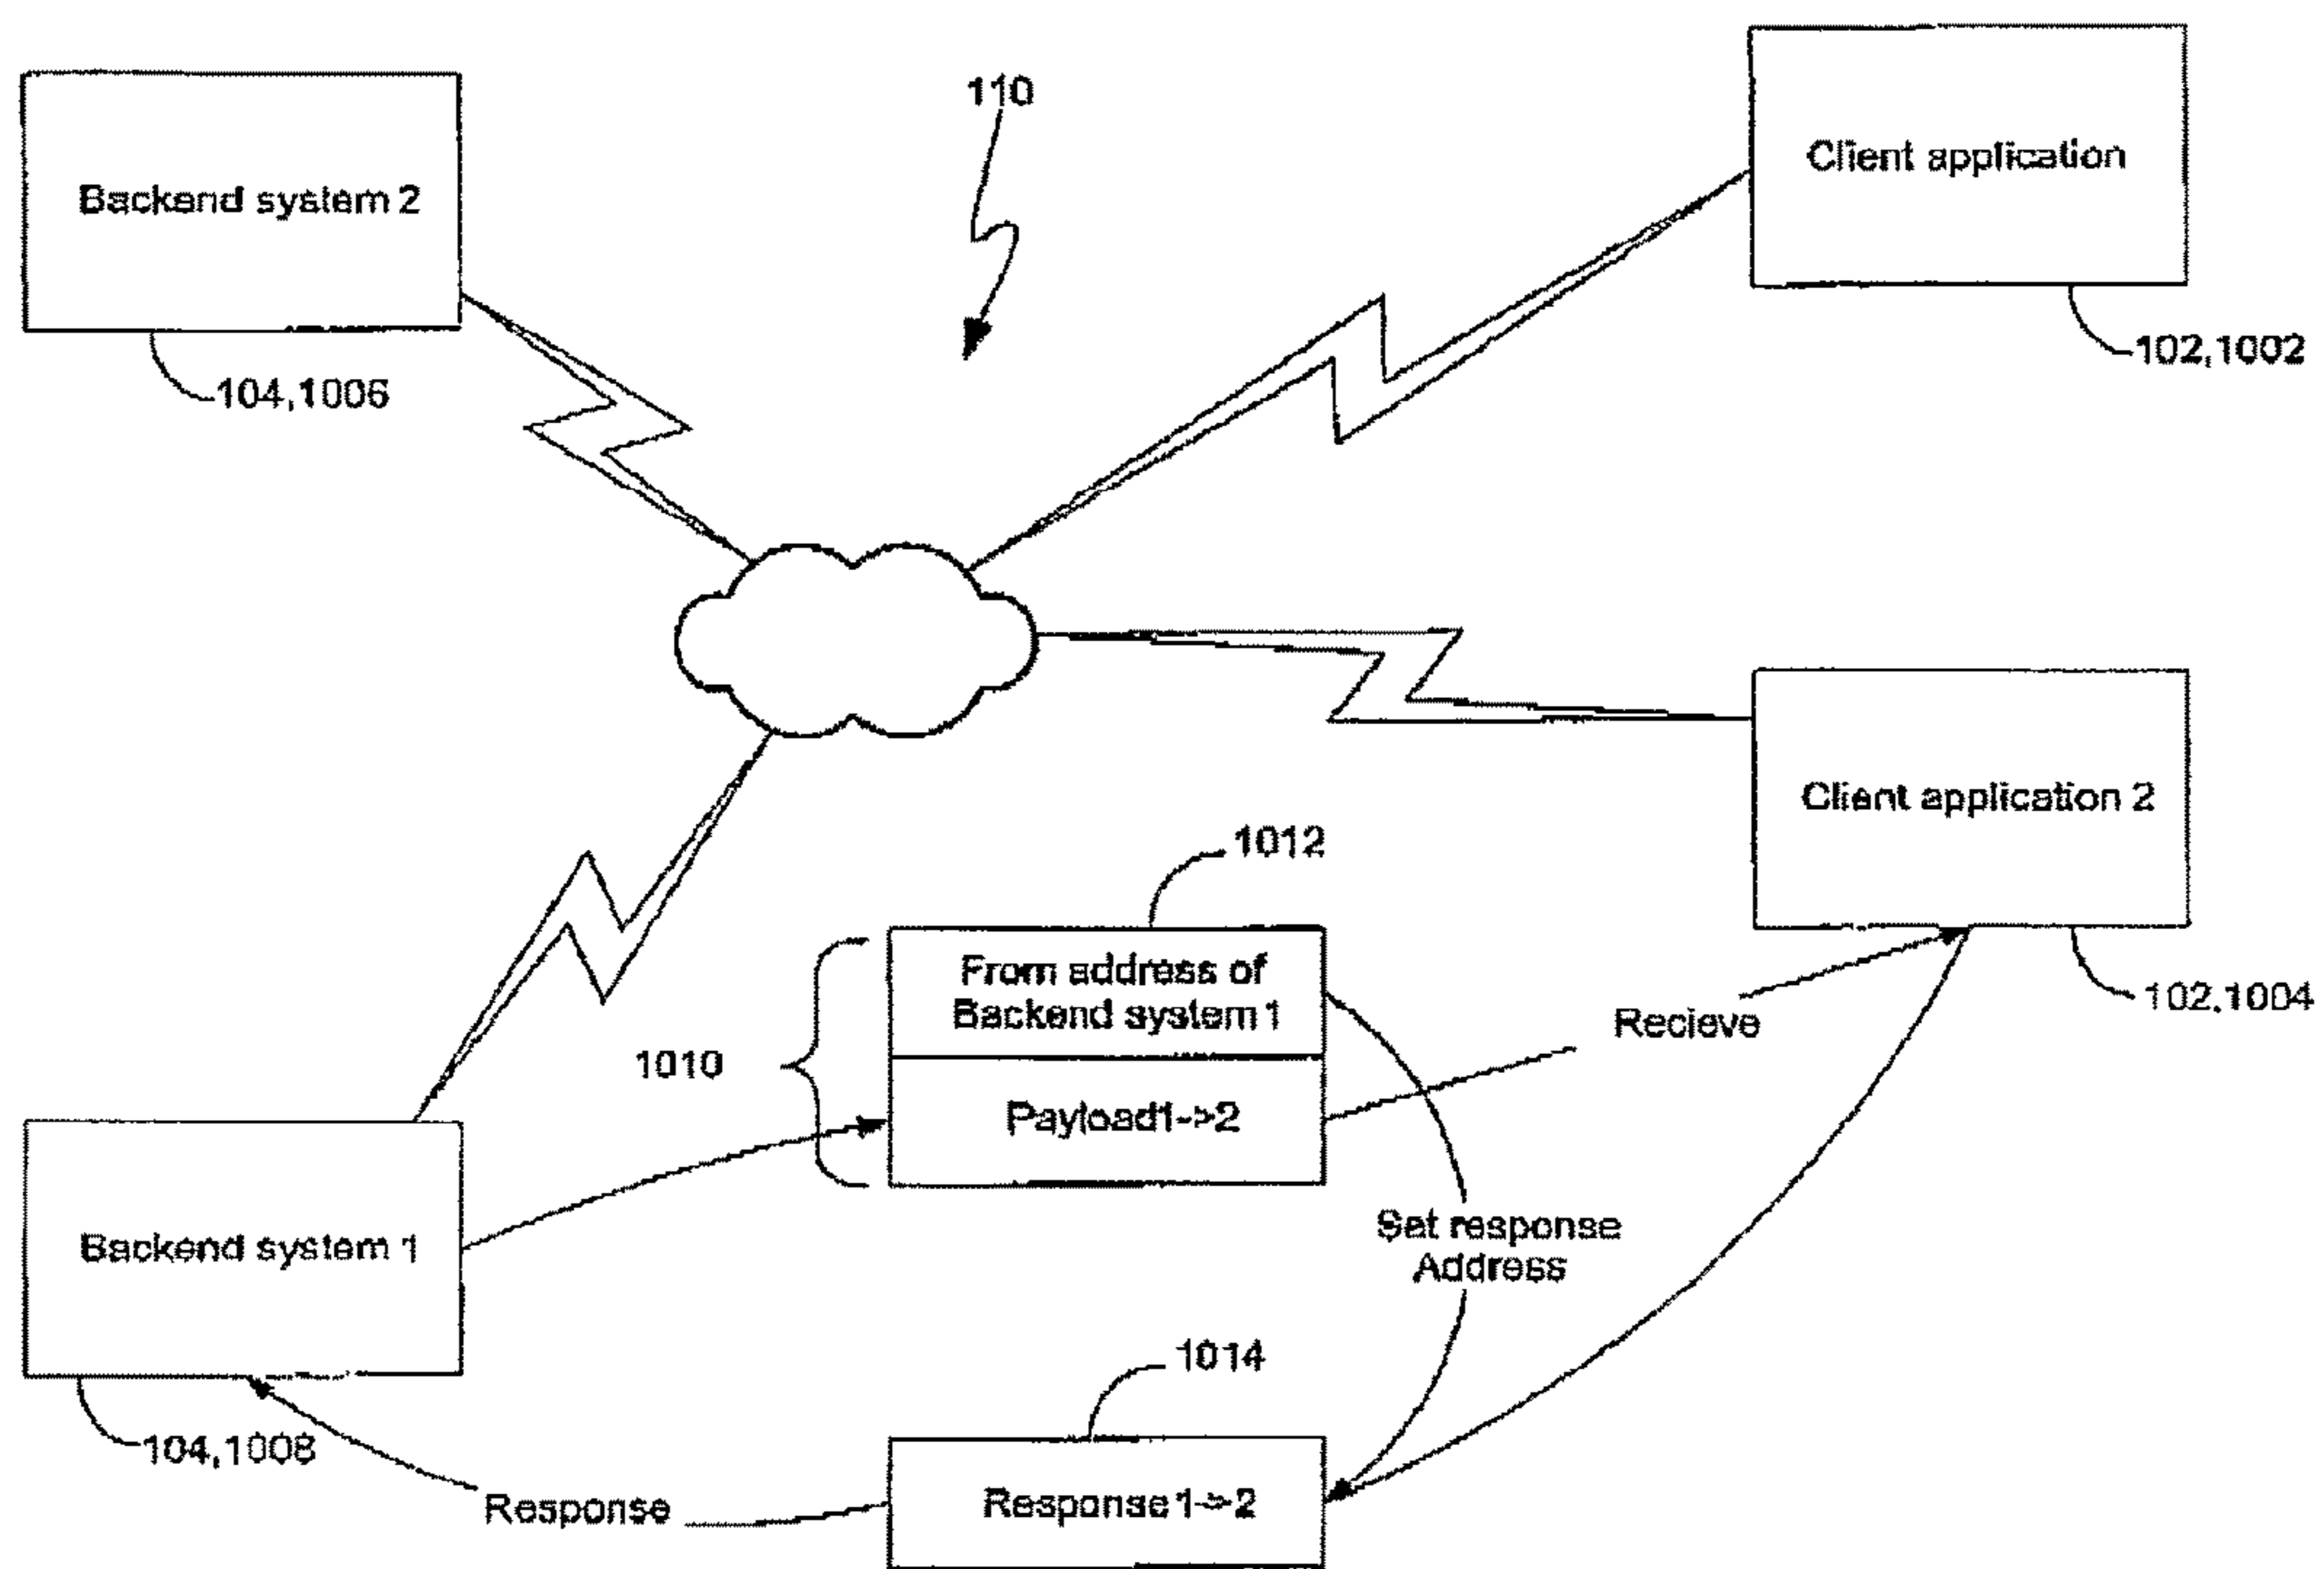 110
Client application
Backend system 2
102,1002
104,1006
Client application 2
1012
From address of
Backend system 1
102,1004
Recieve
1010
Payload1->2
Set response
Address
Backend system 1
1014
104,1008
Response 1->2
Response